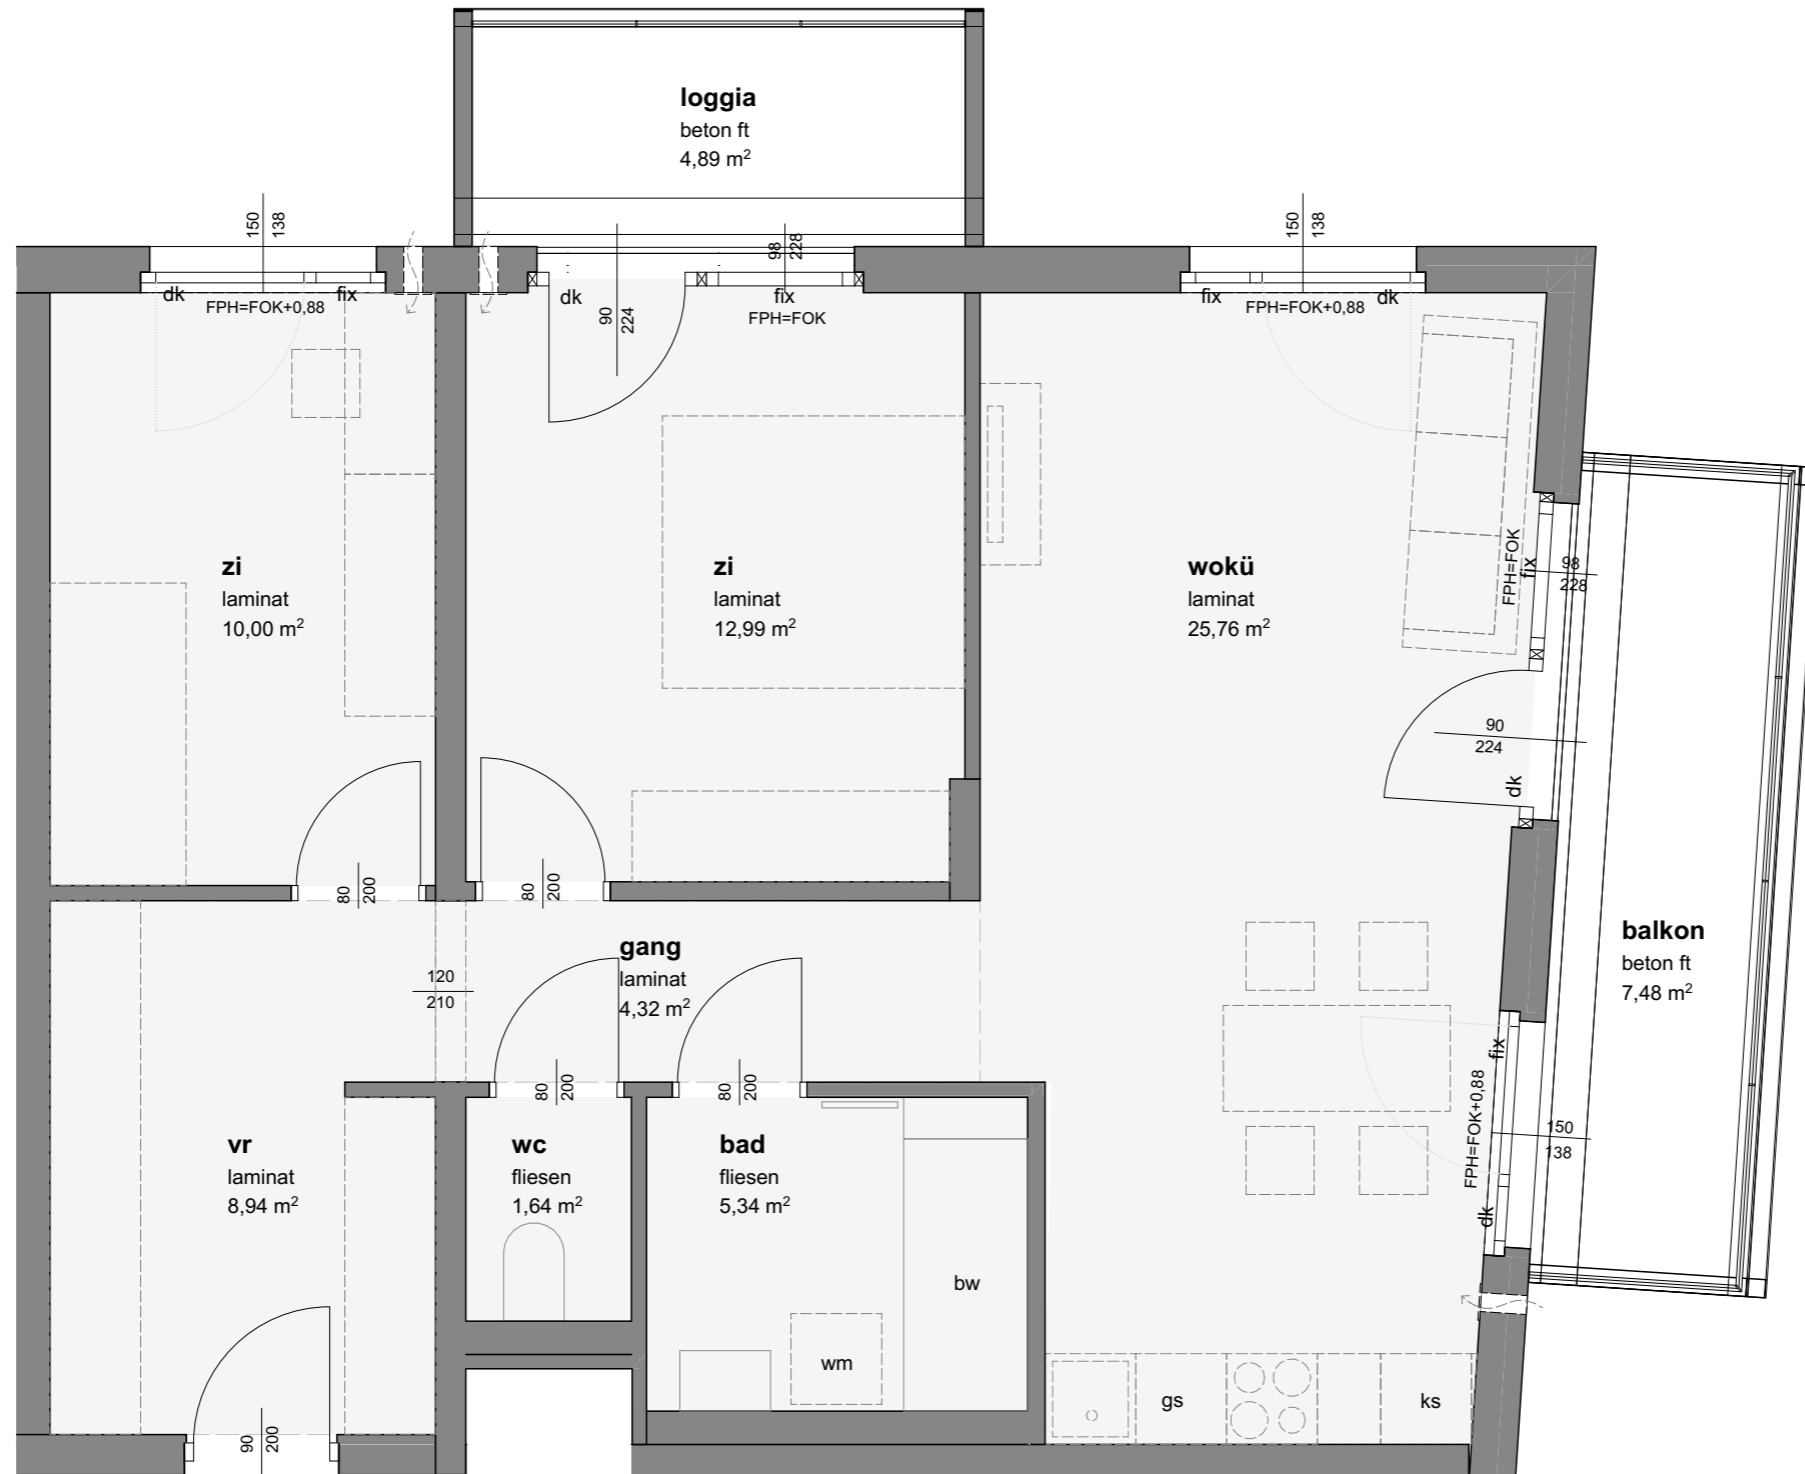 loggia
beton ft
4,89 m²
150
138
98
228
150
138
dk
fix
FPH=FOK+0,88
dk
90
224
fix
FPH=FOK
fix
dk
FPH=FOK+0,88
zi
laminat
10,00 m²
zi
laminat
12,99 m²
wokü
laminat
25,76 m²
FPH=FOK
fix
98
228
90
224
dk
80
200
80
200
gang
laminat
4,32 m²
120
210
balkon
beton ft
7,48 m²
80
200
80
200
fix
FPH=FOK+0,88
150
138
dk
vr
laminat
8,94 m²
wc
fliesen
1,64 m²
bad
fliesen
5,34 m²
bw
wm
gs
ks
90
200